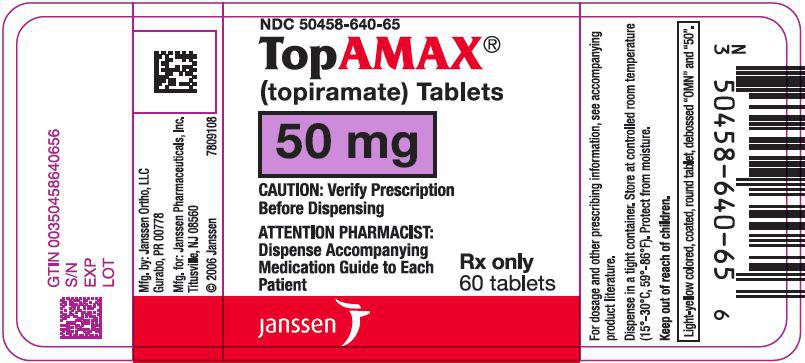 GTIN 00350458640656
S/N
EXP
LOT
Mfg. by: Janssen Ortho, LLC
Gurabo, PR 00778
Mfg. for: Janssen Pharmaceuticals, Inc.
Titusville, NJ 08560
© 2006 Janssen 7809108
NDC 50458-640-65
TopAMAX®
(topiramate) Tablets
50 mg
CAUTION: Verify Prescription
Before Dispensing
ATTENTION PHARMACIST:
Dispense Accompanying
Medication Guide to Each
Patient
Rx only
60 tablets
janssen
For dosage and other prescribing information, see accompanying
product literature.
Dispense in a tight container. Store at controlled room temperature
(15°-30°C, 59°-86°F). Protect from moisture.
Keep out of reach of children.
Light-yellow colored, coated, round tablet, debossed "OMN" and "50".
N
3 50458-640-65 6